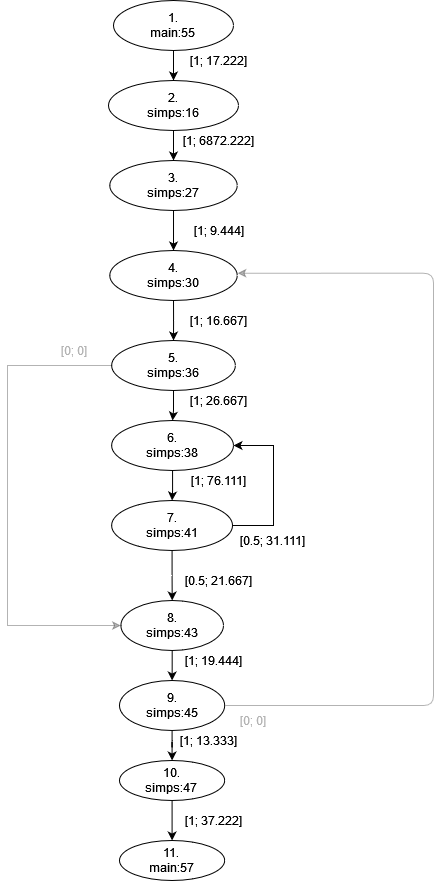 1.
main:55
[1; 17.222]
2.
simps:16
[1; 6872.222]
3.
simps:27
[1; 9.444]
4.
simps:30
[1; 16.667]
[0; 0]
5.
simps:36
[1; 26.667]
6.
simps:38
[1; 76.111]
7.
simps:41
[0.5; 31.111]
[0.5; 21.667]
8.
simps:43
[1; 19.444]
9.
simps:45
[0; 0]
[1; 13.333]
10.
simps:47
[1; 37.222]
11.
main:57